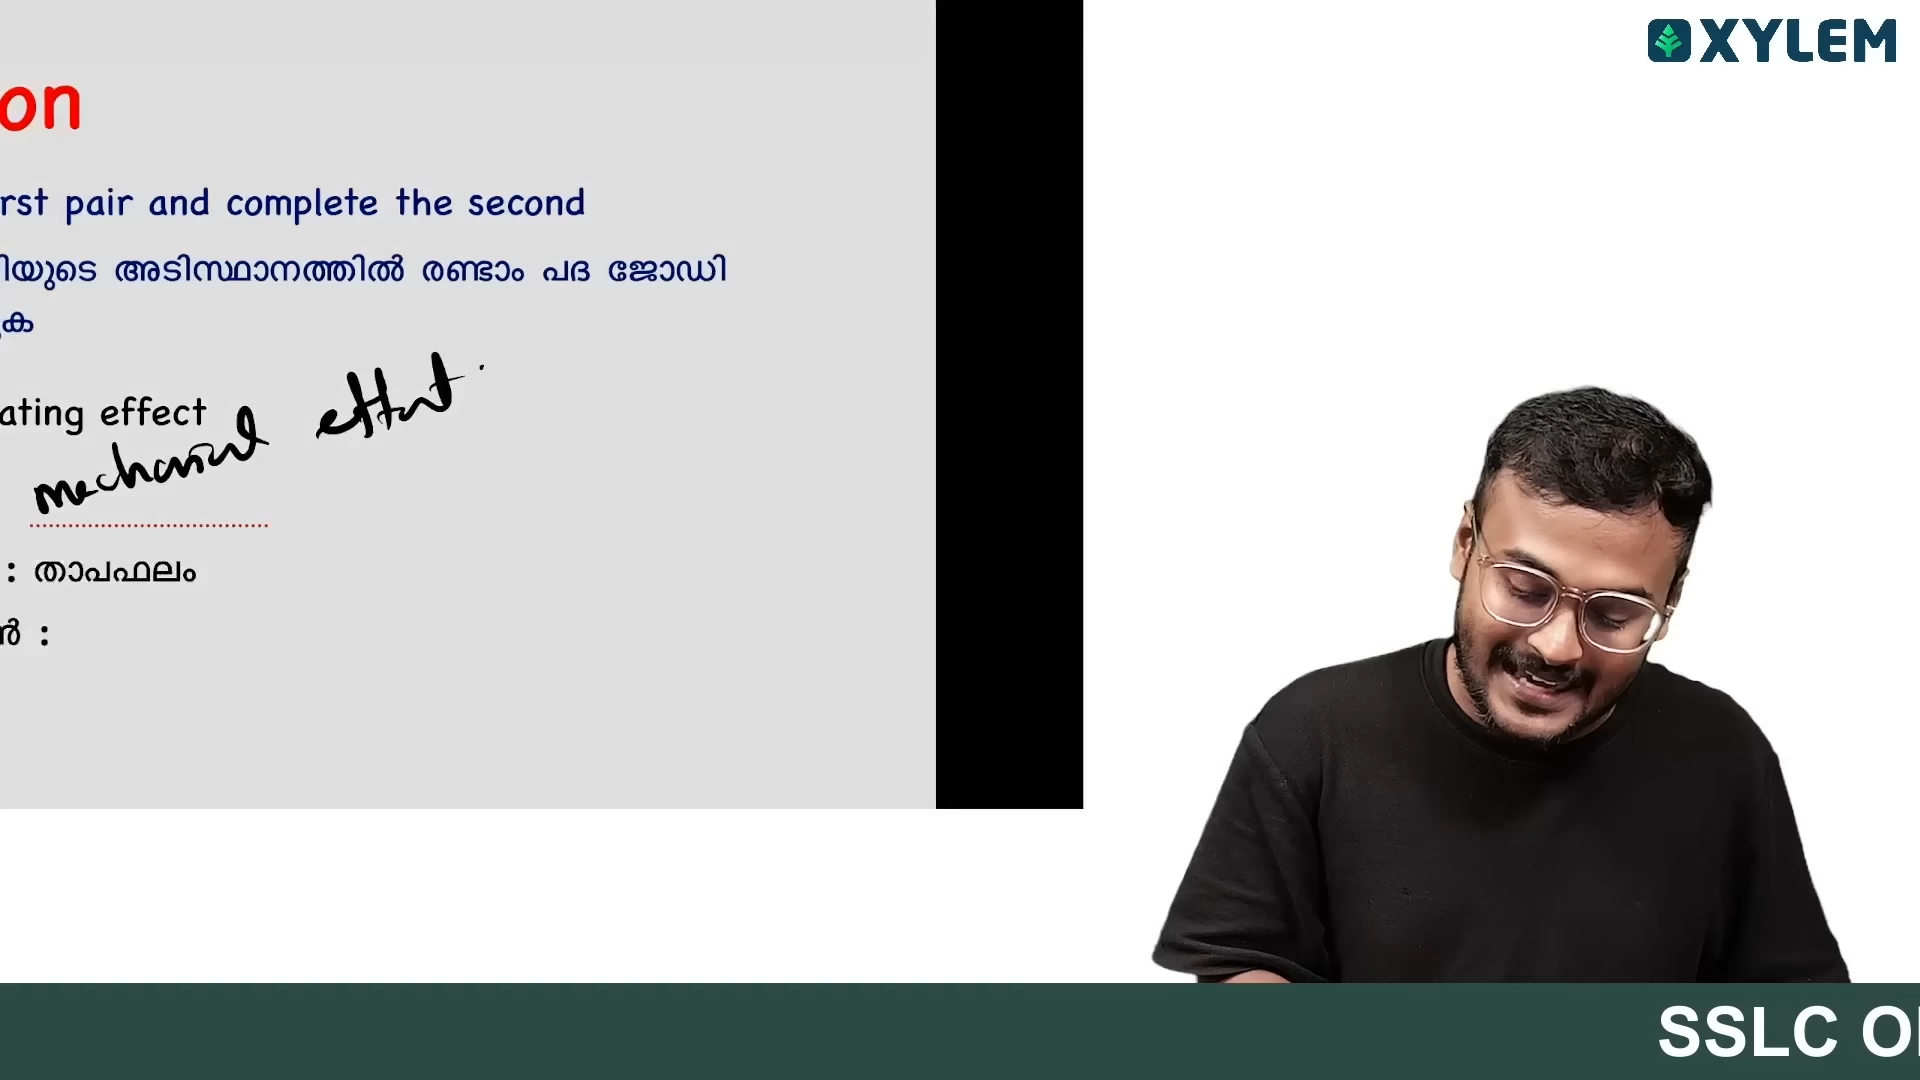 XYLEM
on
rst pair and complete the second
ിയുടെ അടിസ്ഥാനത്തിൽ രണ്ടാം പദ ജോഡി
ുക
ating effect
mechanical effect.
: താപഫലം
ൻ :
SSLC O